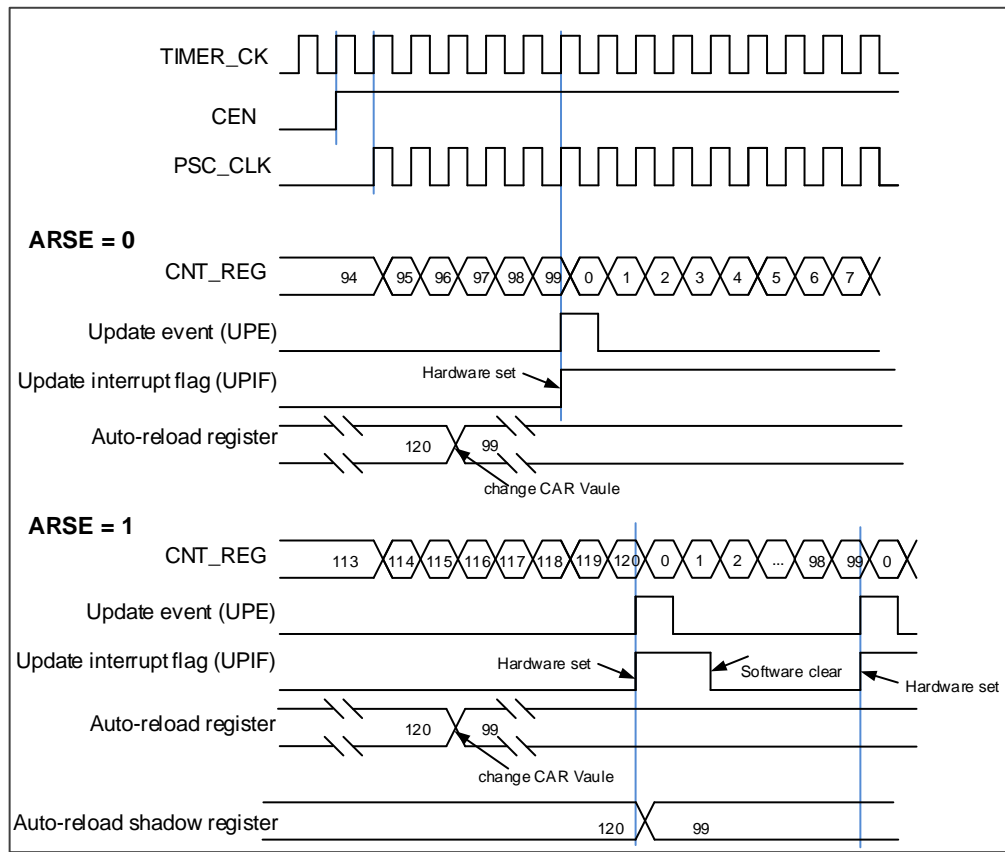 TIMER_CK
CEN
PSC_CLK
ARSE = 0
CNT_REG 94 95 96 97 98 99 0 1 2 3 4 5 6 7
Update event (UPE)
Update interrupt flag (UPIF) Hardware set
Auto-reload register 120 99
change CAR Vaule
ARSE = 1
CNT_REG 113 114 115 116 117 118 119 120 0 1 2 ... 98 99 0
Update event (UPE)
Update interrupt flag (UPIF) Hardware set Software clear Hardware set
Auto-reload register 120 99
change CAR Vaule
Auto-reload shadow register 120 99